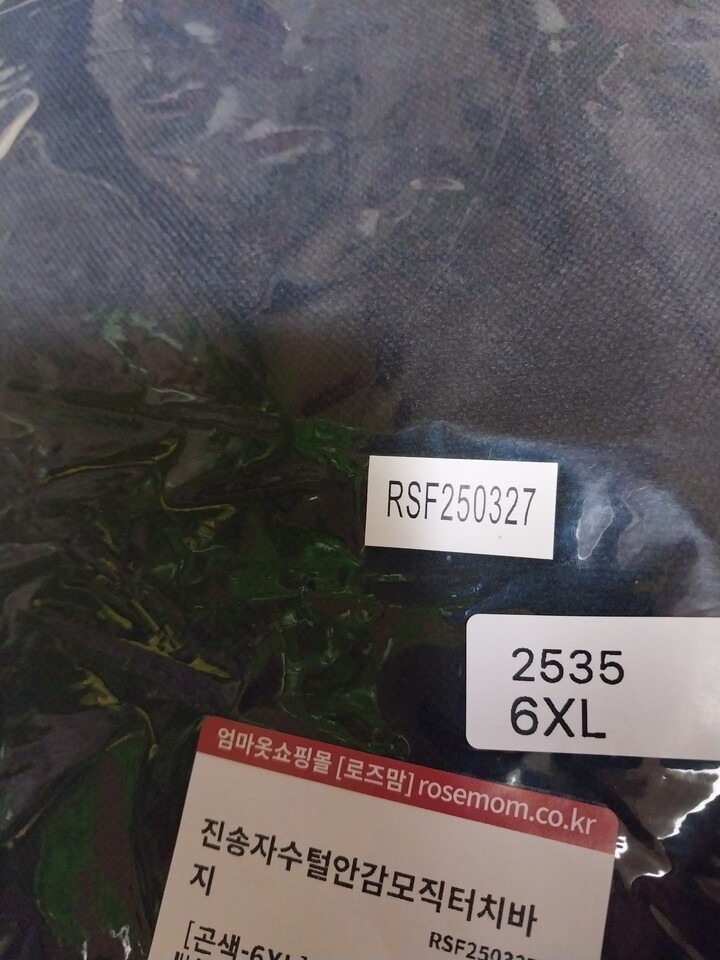 RSF250327
2535
6XL
엄마옷쇼핑몰 [로즈맘] rosemom.co.kr
진송자수털안감모직터치바
지
[곤색-6XL]
RSF250327